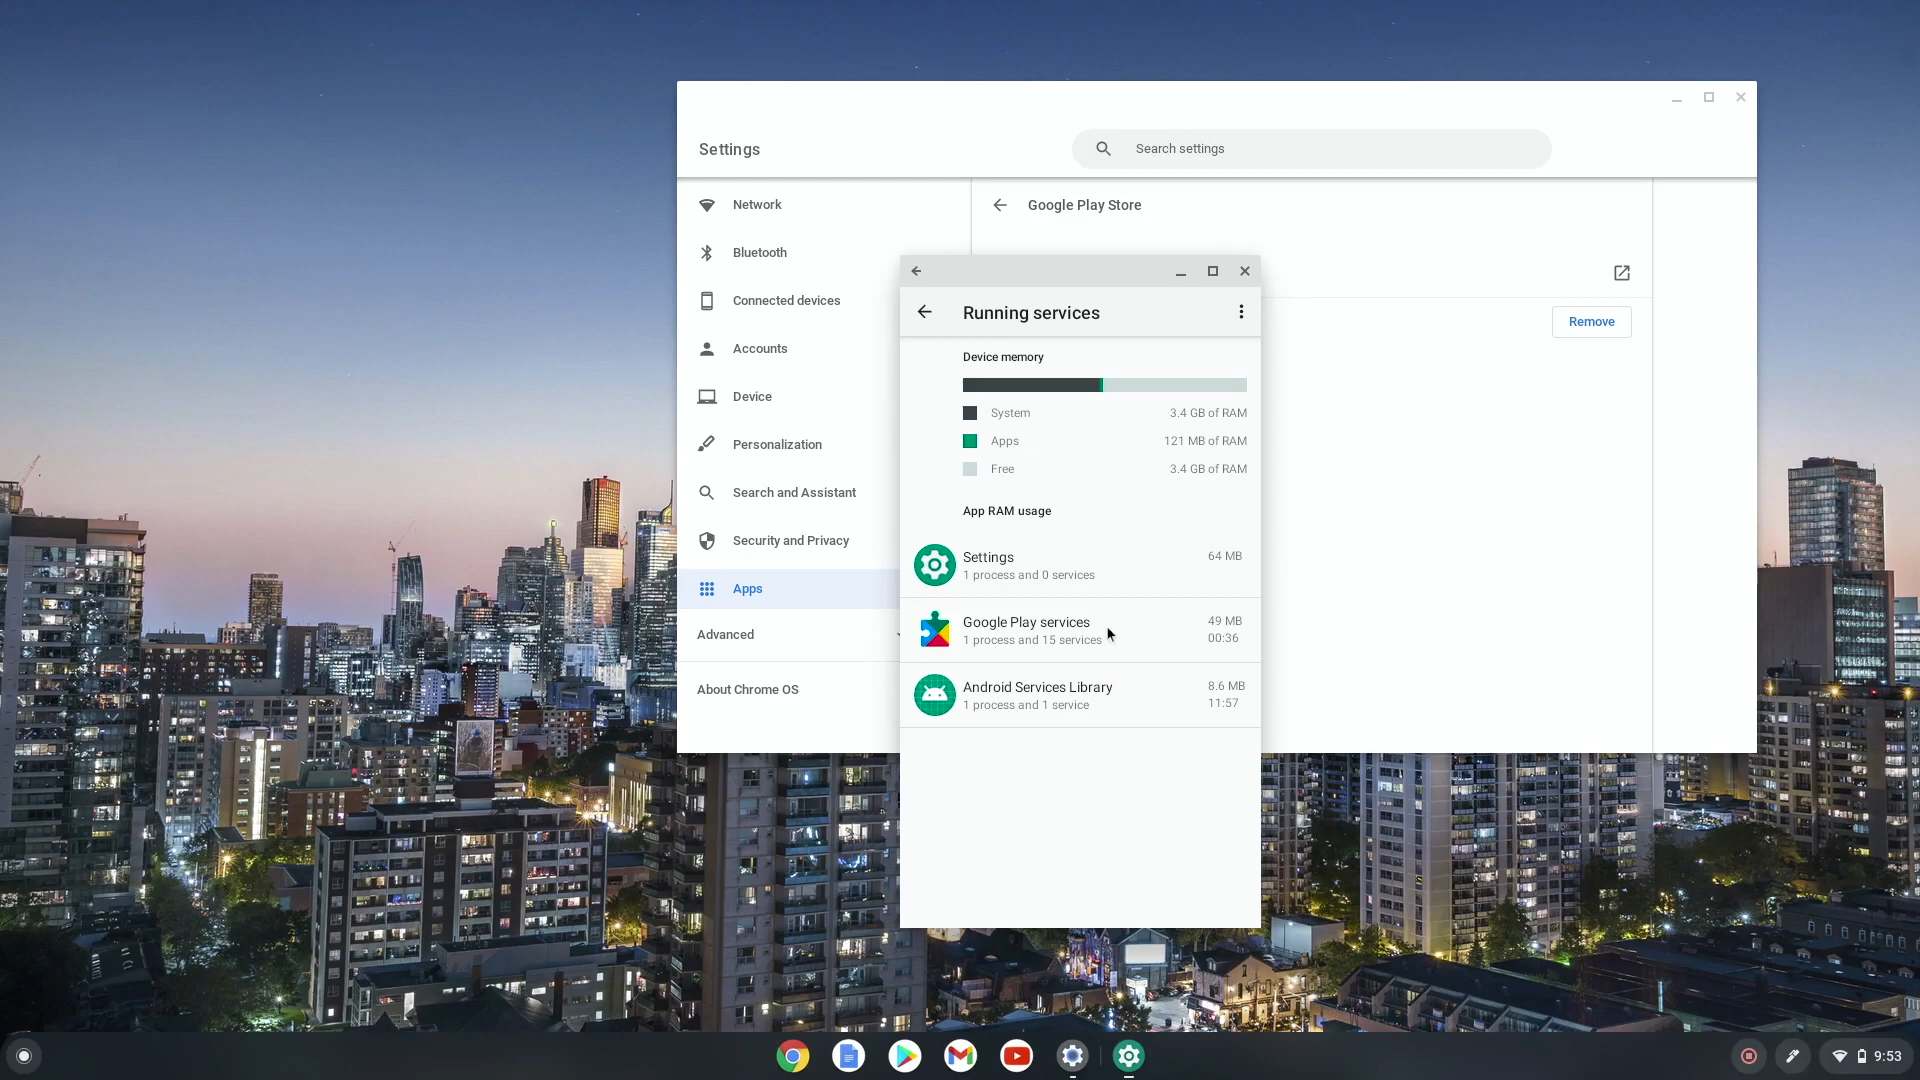 Settings
Search settings
Network
Bluetooth
Connected devices
Accounts
Device
Personalization
Search and Assistant
Security and Privacy
Apps
Advanced
About Chrome OS
Google Play Store
Remove
Running services
Device memory
System 3.4 GB of RAM
Apps 121 MB of RAM
Free 3.4 GB of RAM
App RAM usage
Settings 64 MB
1 process and 0 services
Google Play services 49 MB
1 process and 15 services 00:36
Android Services Library 8.6 MB
1 process and 1 service 11:57
9:53